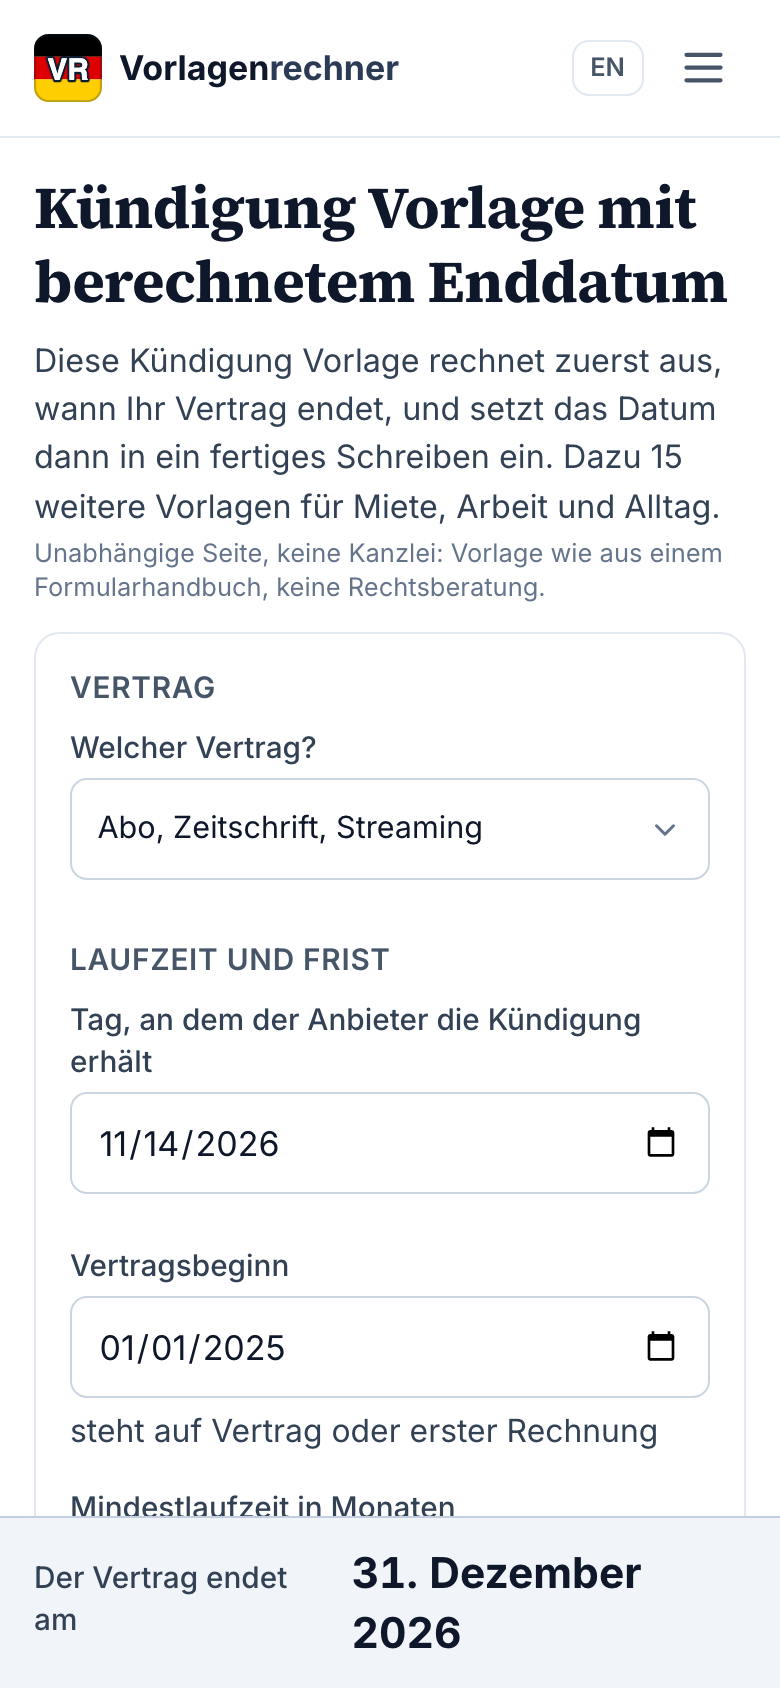 VR Vorlagenrechner EN
Kündigung Vorlage mit
berechnetem Enddatum
Diese Kündigung Vorlage rechnet zuerst aus,
wann Ihr Vertrag endet, und setzt das Datum
dann in ein fertiges Schreiben ein. Dazu 15
weitere Vorlagen für Miete, Arbeit und Alltag.
Unabhängige Seite, keine Kanzlei: Vorlage wie aus einem
Formularhandbuch, keine Rechtsberatung.
VERTRAG
Welcher Vertrag?
Abo, Zeitschrift, Streaming
LAUFZEIT UND FRIST
Tag, an dem der Anbieter die Kündigung
erhält
11/14/2026
Vertragsbeginn
01/01/2025
steht auf Vertrag oder erster Rechnung
Mindestlaufzeit in Monaten
Der Vertrag endet
am
31. Dezember
2026